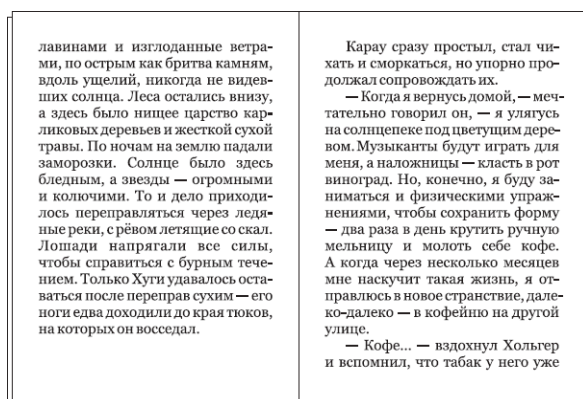 лавинами и изглоданные ветра-
ми, по острым как бритва камням,
вдоль ущелий, никогда не видев-
ших солнца. Леса остались внизу,
а здесь было нищее царство кар-
ликовых деревьев и жесткой сухой
травы. По ночам на землю падали
заморозки. Солнце было здесь
бледным, а звезды — огромными
и колючими. То и дело приходи-
лось переправляться через ледя-
ные реки, с рёвом летящие со скал.
Лошади напрягали все силы,
чтобы справиться с бурным тече-
нием. Только Хуги удавалось оста-
ваться после переправ сухим — его
ноги едва доходили до края тюков,
на которых он восседал.
Карау сразу простыл, стал чи-
хать и сморкаться, но упорно про-
должал сопровождать их.
— Когда я вернусь домой, — меч-
тательно говорил он, — я улягусь
на солнцепеке под цветущим дере-
вом. Музыканты будут играть для
меня, а наложницы — класть в рот
виноград. Но, конечно, я буду за-
ниматься и физическими упраж-
нениями, чтобы сохранить форму
— два раза в день крутить ручную
мельницу и молоть себе кофе.
А когда через несколько месяцев
мне наскучит такая жизнь, я от-
правлюсь в новое странствие, дале-
ко-далеко — в кофейню на другой
улице.
— Кофе... — вздохнул Хольгер
и вспомнил, что табак у него уже